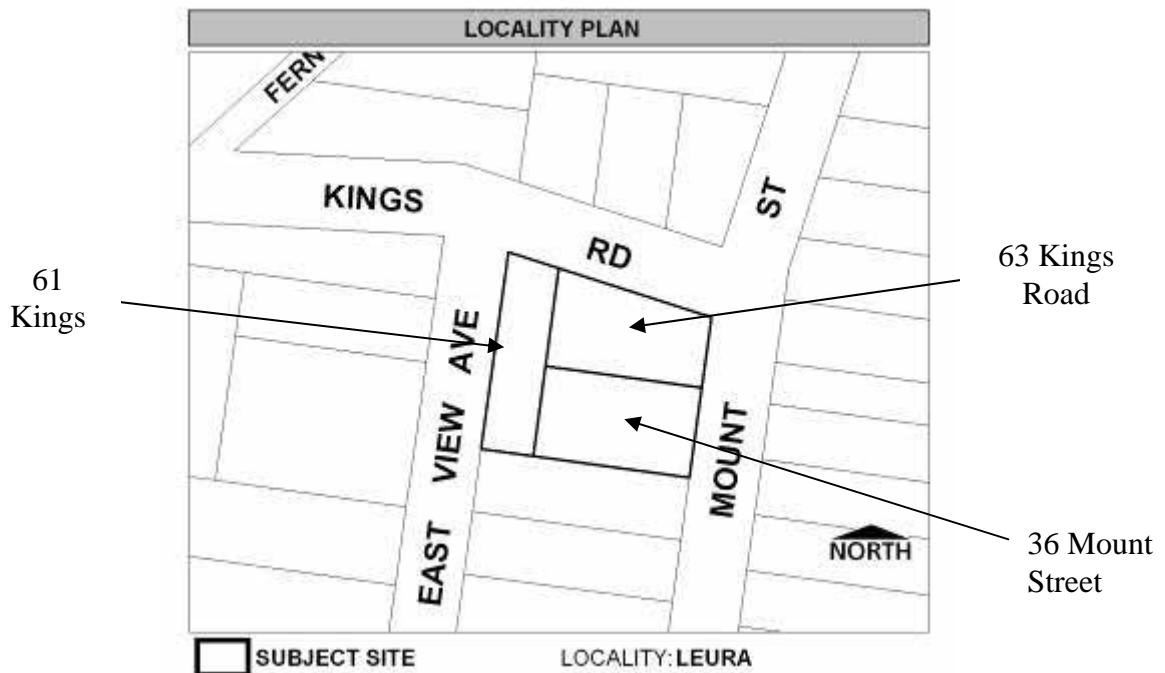 LOCALITY PLAN
FERN
KINGS
RD
ST
61
Kings
63 Kings
Road
EAST VIEW AVE
MOUNT
NORTH
36 Mount
Street
SUBJECT SITE
LOCALITY: LEURA